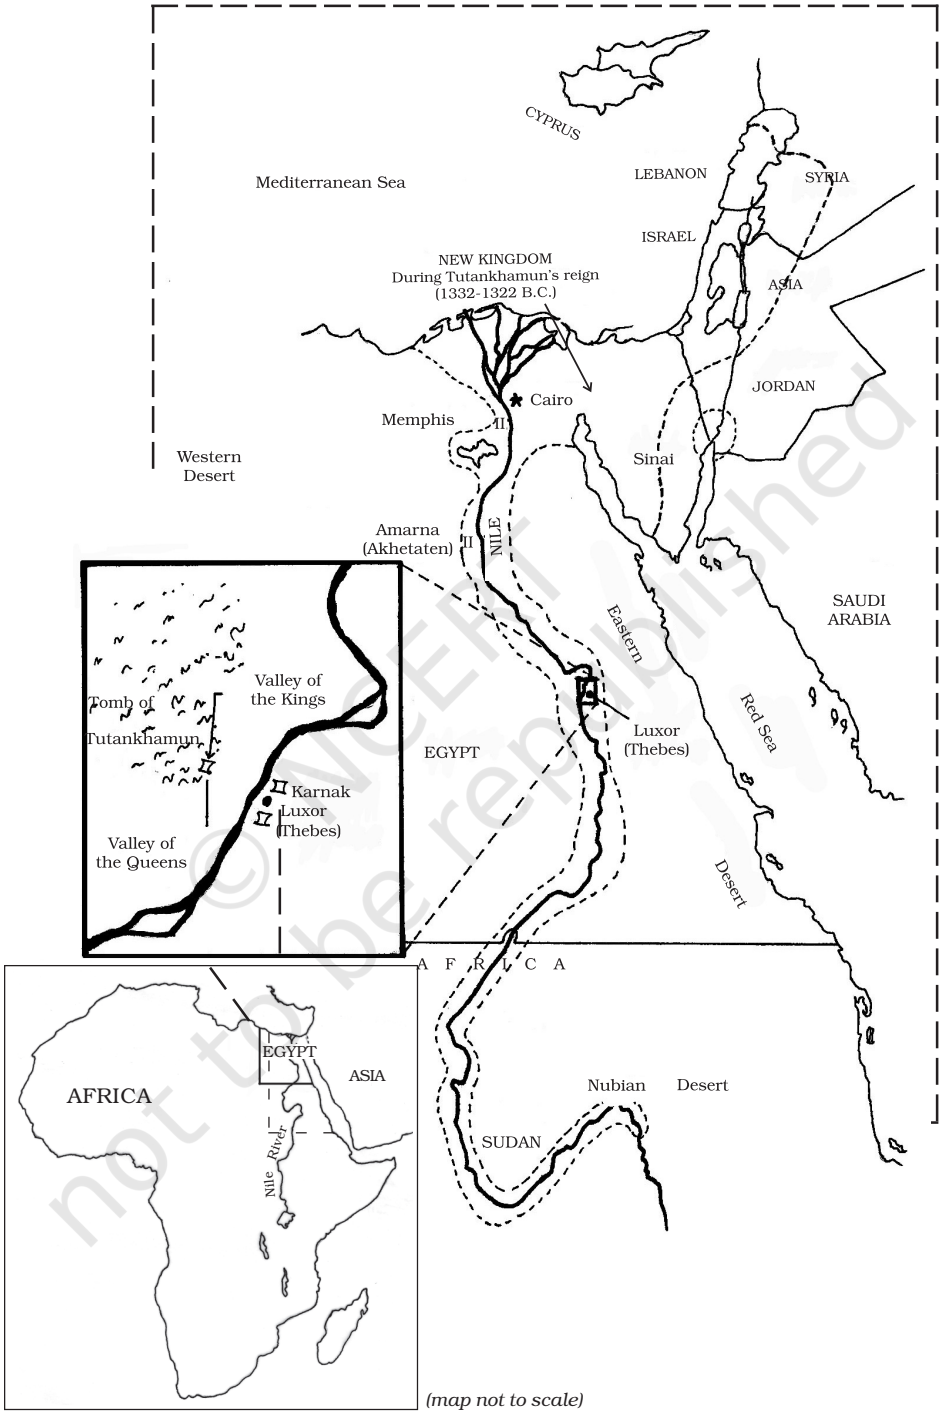 CYPRUS
Mediterranean Sea
LEBANON
SYRIA
ISRAEL
NEW KINGDOM
During Tutankhamun's reign
(1332-1322 B.C.)
ASIA
JORDAN
Cairo
Memphis
II
Sinai
Western
Desert
Amarna
(Akhetaten)
II
NILE
SAUDI
ARABIA
Eastern
Red Sea
Luxor
(Thebes)
EGYPT
Desert
Valley of
the Kings
Tomb of
Tutankhamun
Karnak
Luxor
(Thebes)
Valley of
the Queens
A F R I C A
Nubian Desert
SUDAN
EGYPT
ASIA
AFRICA
Nile River
(map not to scale)
© NCERT
not to be republished